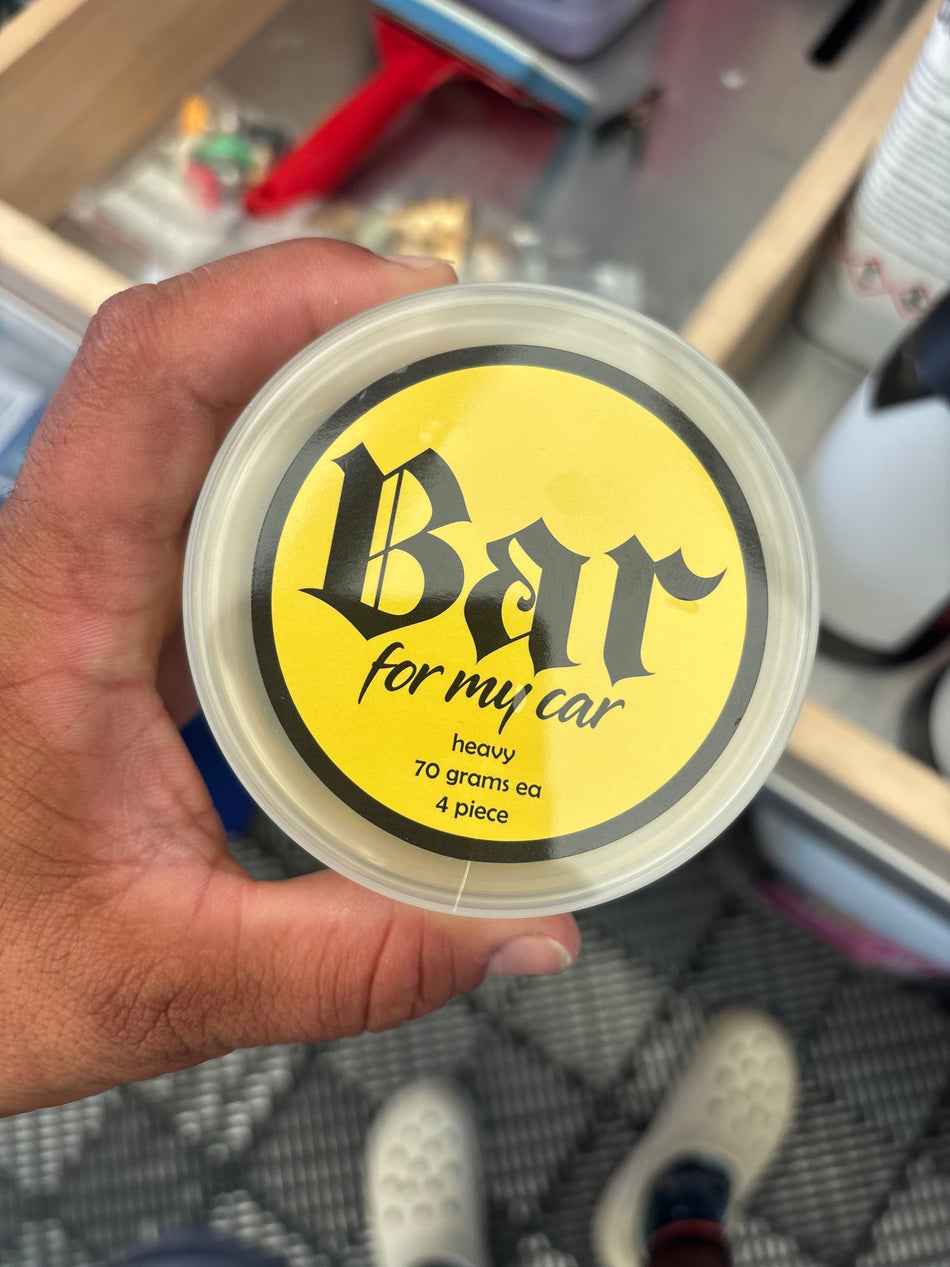 Bar
for my car
heavy
70 grams ea
4 piece